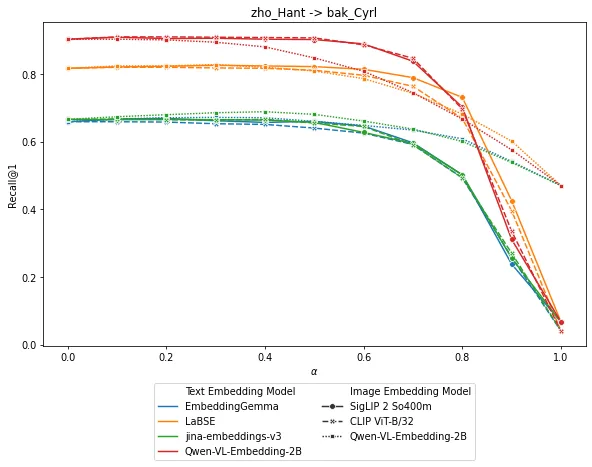 zho_Hant -> bak_Cyrl
Recall@1
0.8
0.6
0.4
0.2
0.0
0.0 0.2 0.4 0.6 0.8 1.0
α
Text Embedding Model Image Embedding Model
EmbeddingGemma SigLIP 2 So400m
LaBSE CLIP ViT-B/32
jina-embeddings-v3 Qwen-VL-Embedding-2B
Qwen-VL-Embedding-2B